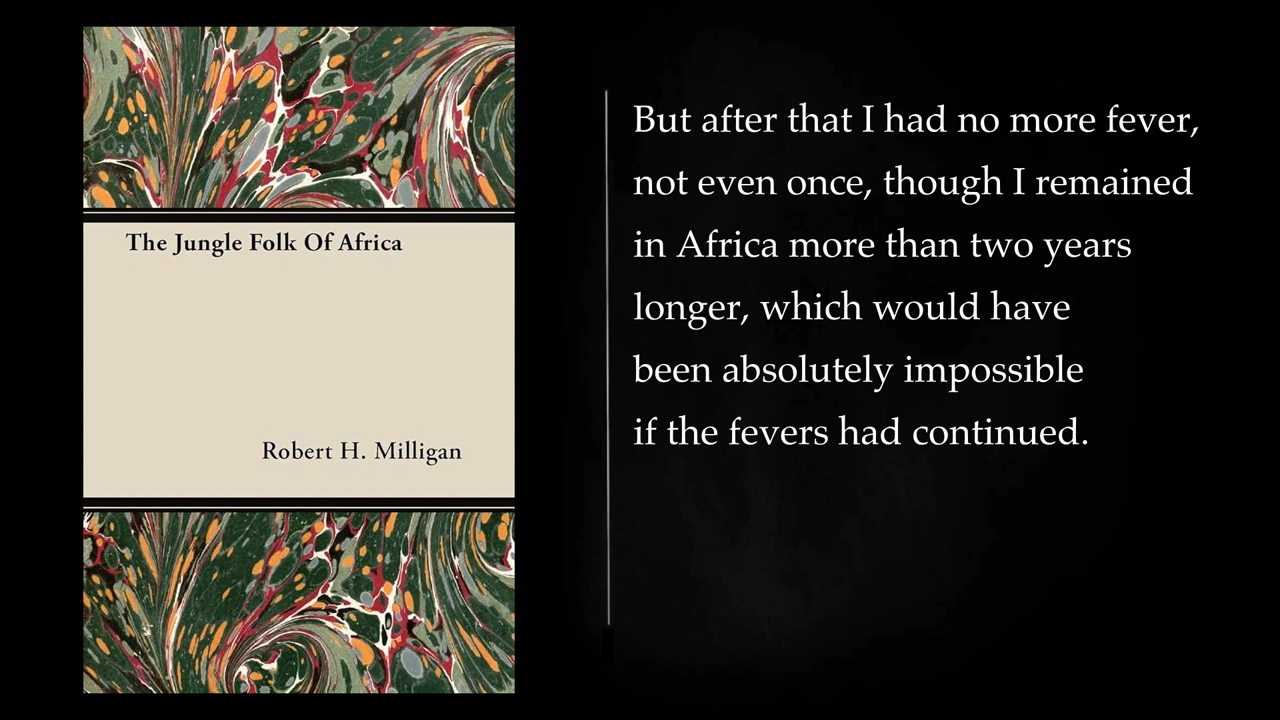 The Jungle Folk Of Africa
Robert H. Milligan
But after that I had no more fever,
not even once, though I remained
in Africa more than two years
longer, which would have
been absolutely impossible
if the fevers had continued.